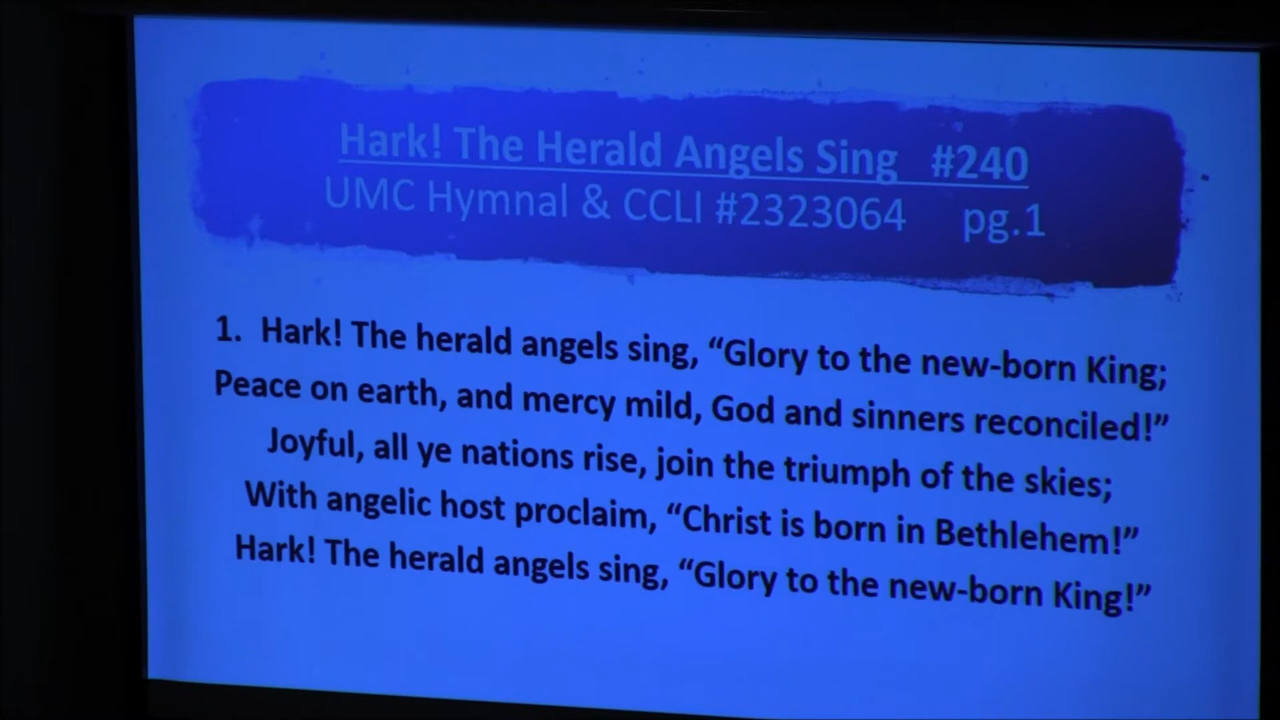 Hark! The Herald Angels Sing #240
UMC Hymnal & CCLI #2323064 pg.1
1. Hark! The herald angels sing, “Glory to the new-born King;
Peace on earth, and mercy mild, God and sinners reconciled!”
Joyful, all ye nations rise, join the triumph of the skies;
With angelic host proclaim, “Christ is born in Bethlehem!”
Hark! The herald angels sing, “Glory to the new-born King!”